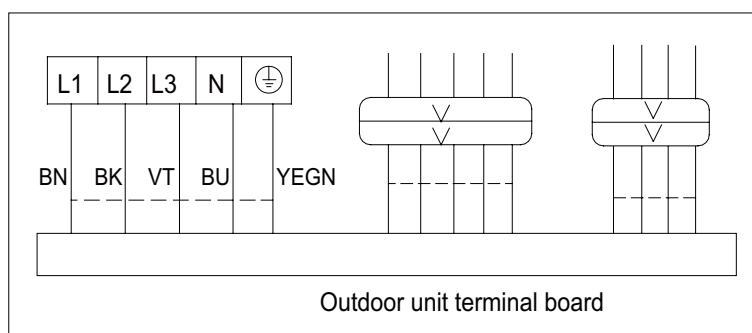 L1 L2 L3 N
BN BK VT BU YEGN
Outdoor unit terminal board